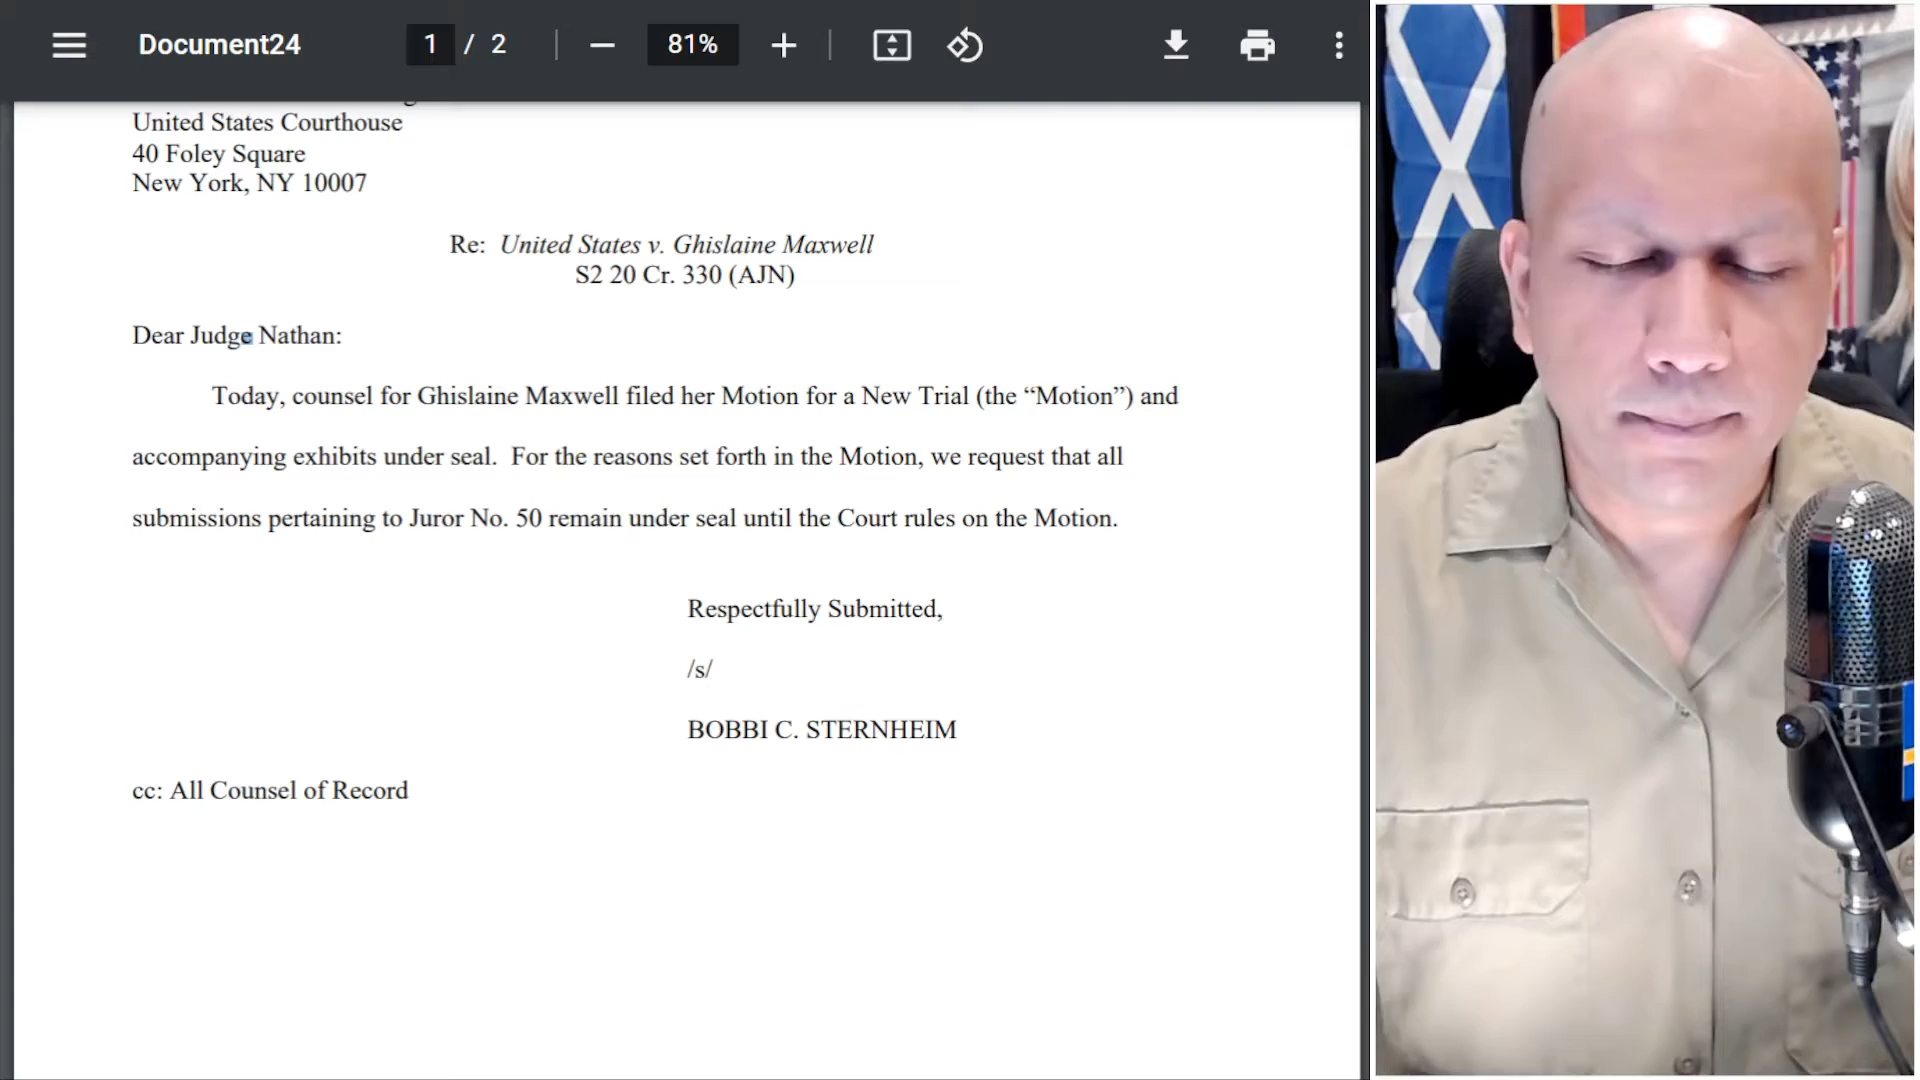 Document24
1 / 2
81%
United States Courthouse
40 Foley Square
New York, NY 10007
Re: United States v. Ghislaine Maxwell
S2 20 Cr. 330 (AJN)
Dear Judge Nathan:
Today, counsel for Ghislaine Maxwell filed her Motion for a New Trial (the “Motion”) and
accompanying exhibits under seal. For the reasons set forth in the Motion, we request that all
submissions pertaining to Juror No. 50 remain under seal until the Court rules on the Motion.
Respectfully Submitted,
/s/
BOBBI C. STERNHEIM
cc: All Counsel of Record